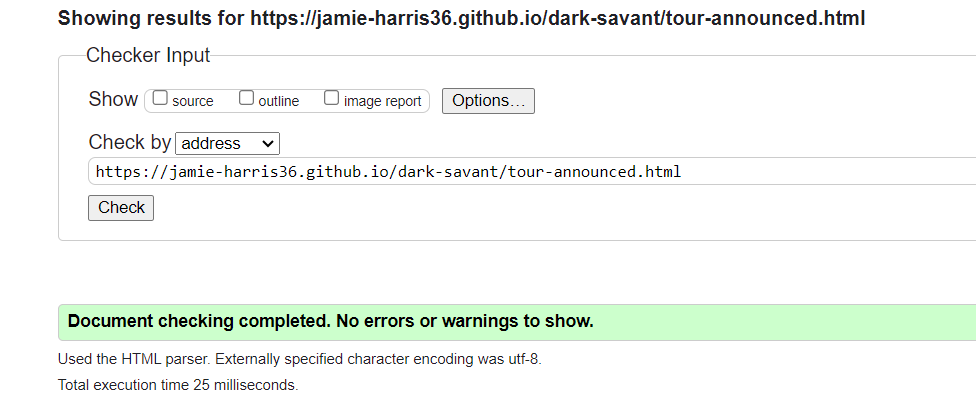 Showing results for https://jamie-harris36.github.io/dark-savant/tour-announced.html
Checker Input
Show source outline image report Options...
Check by address
https://jamie-harris36.github.io/dark-savant/tour-announced.html
Check
Document checking completed. No errors or warnings to show.
Used the HTML parser. Externally specified character encoding was utf-8.
Total execution time 25 milliseconds.